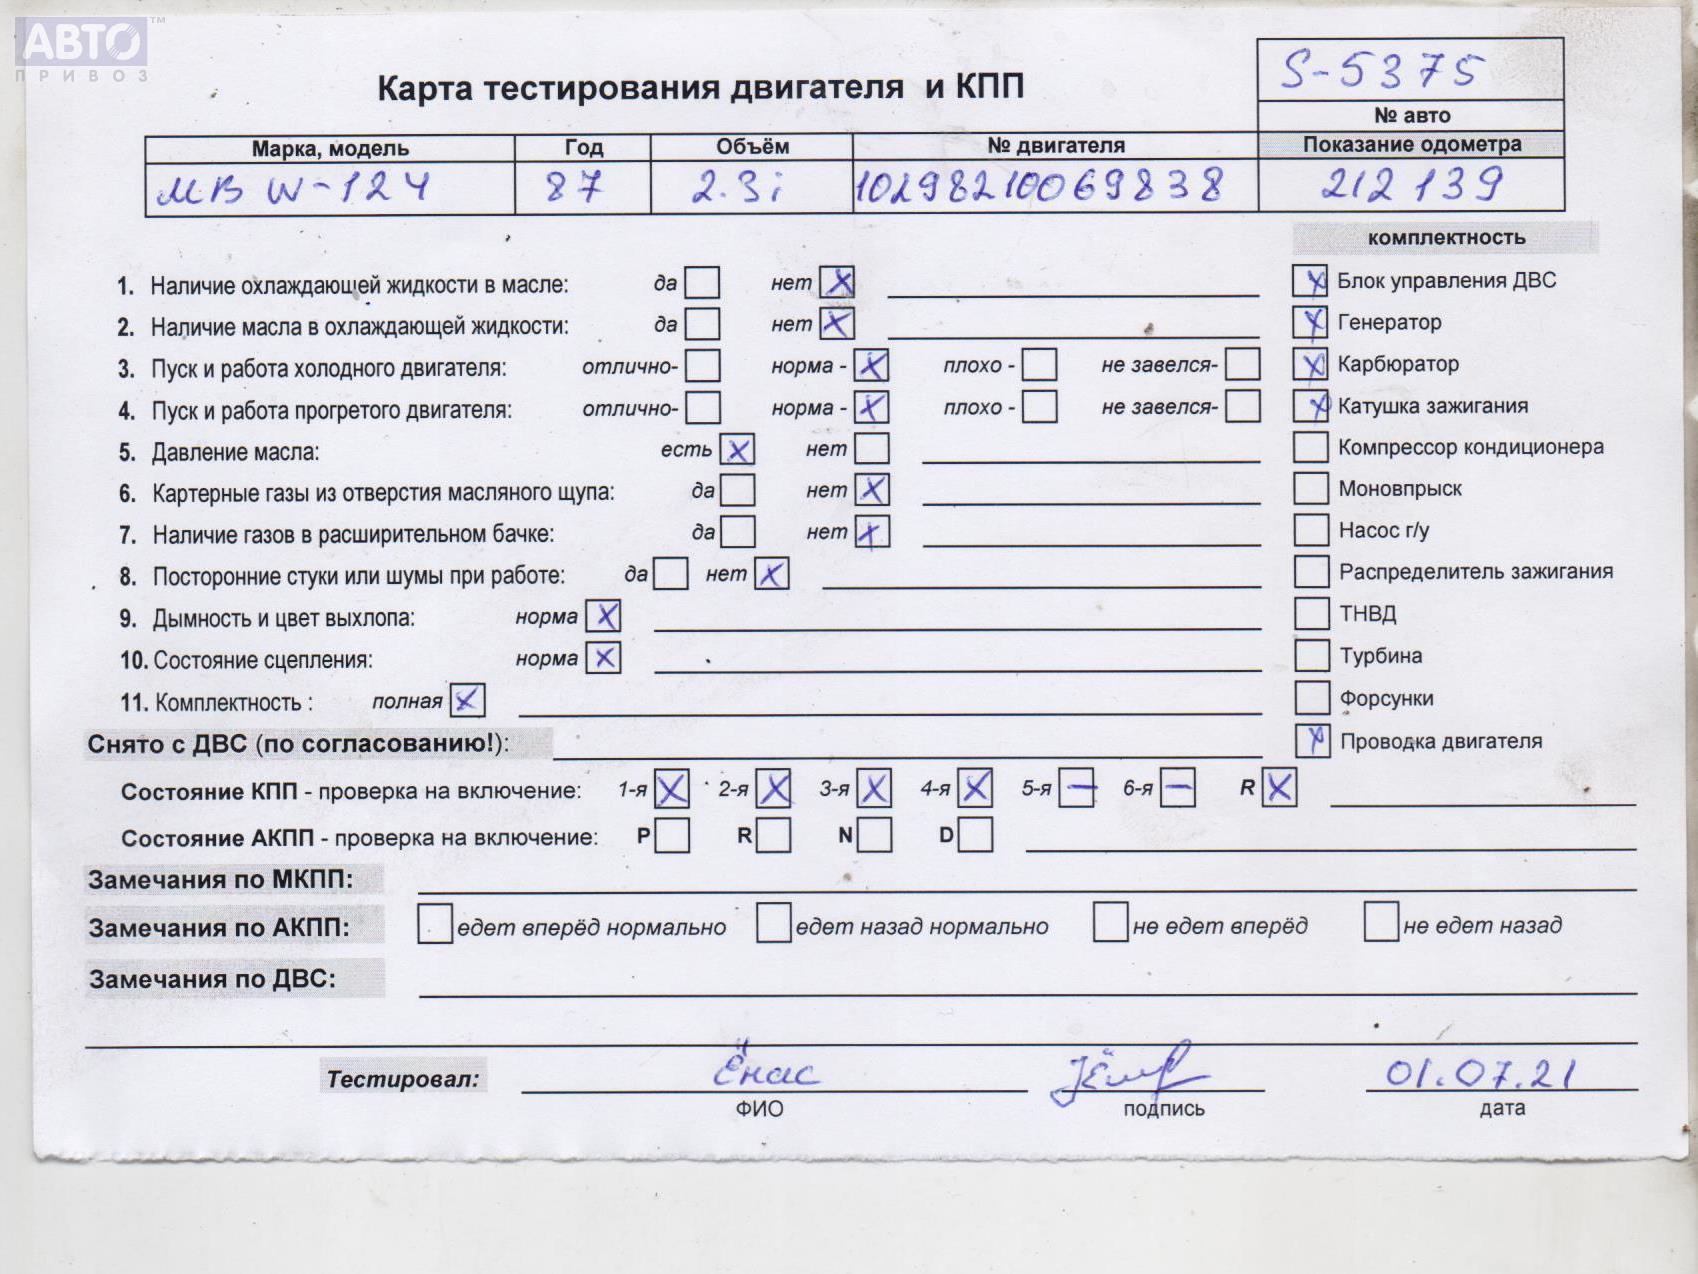 АВТО™
ПРИВОЗ
S-5375
Карта тестирования двигателя и КПП
№ авто
Марка, модель Год Объём № двигателя Показание одометра
МВ W-124 87 2.3i 10298210069838 212139
комплектность
1. Наличие охлаждающей жидкости в масле: да нет X Блок управления ДВС
2. Наличие масла в охлаждающей жидкости: да нет X Генератор
3. Пуск и работа холодного двигателя: отлично- норма - X плохо - не завелся- X Карбюратор
4. Пуск и работа прогретого двигателя: отлично- норма - X плохо - не завелся- X Катушка зажигания
5. Давление масла: есть X нет Компрессор кондиционера
6. Картерные газы из отверстия масляного щупа: да нет X Моновпрыск
7. Наличие газов в расширительном бачке: да нет X Насос г/у
8. Посторонние стуки или шумы при работе: да нет X Распределитель зажигания
9. Дымность и цвет выхлопа: норма X ТНВД
10. Состояние сцепления: норма X Турбина
11. Комплектность : полная X Форсунки
Снято с ДВС (по согласованию!): X Проводка двигателя
Состояние КПП - проверка на включение: 1-я X 2-я X 3-я X 4-я X 5-я — 6-я — R X
Состояние АКПП - проверка на включение: P R N D
Замечания по МКПП:
Замечания по АКПП: едет вперёд нормально едет назад нормально не едет вперёд не едет назад
Замечания по ДВС:
Тестировал: Ёнас 01.07.21
ФИО подпись дата